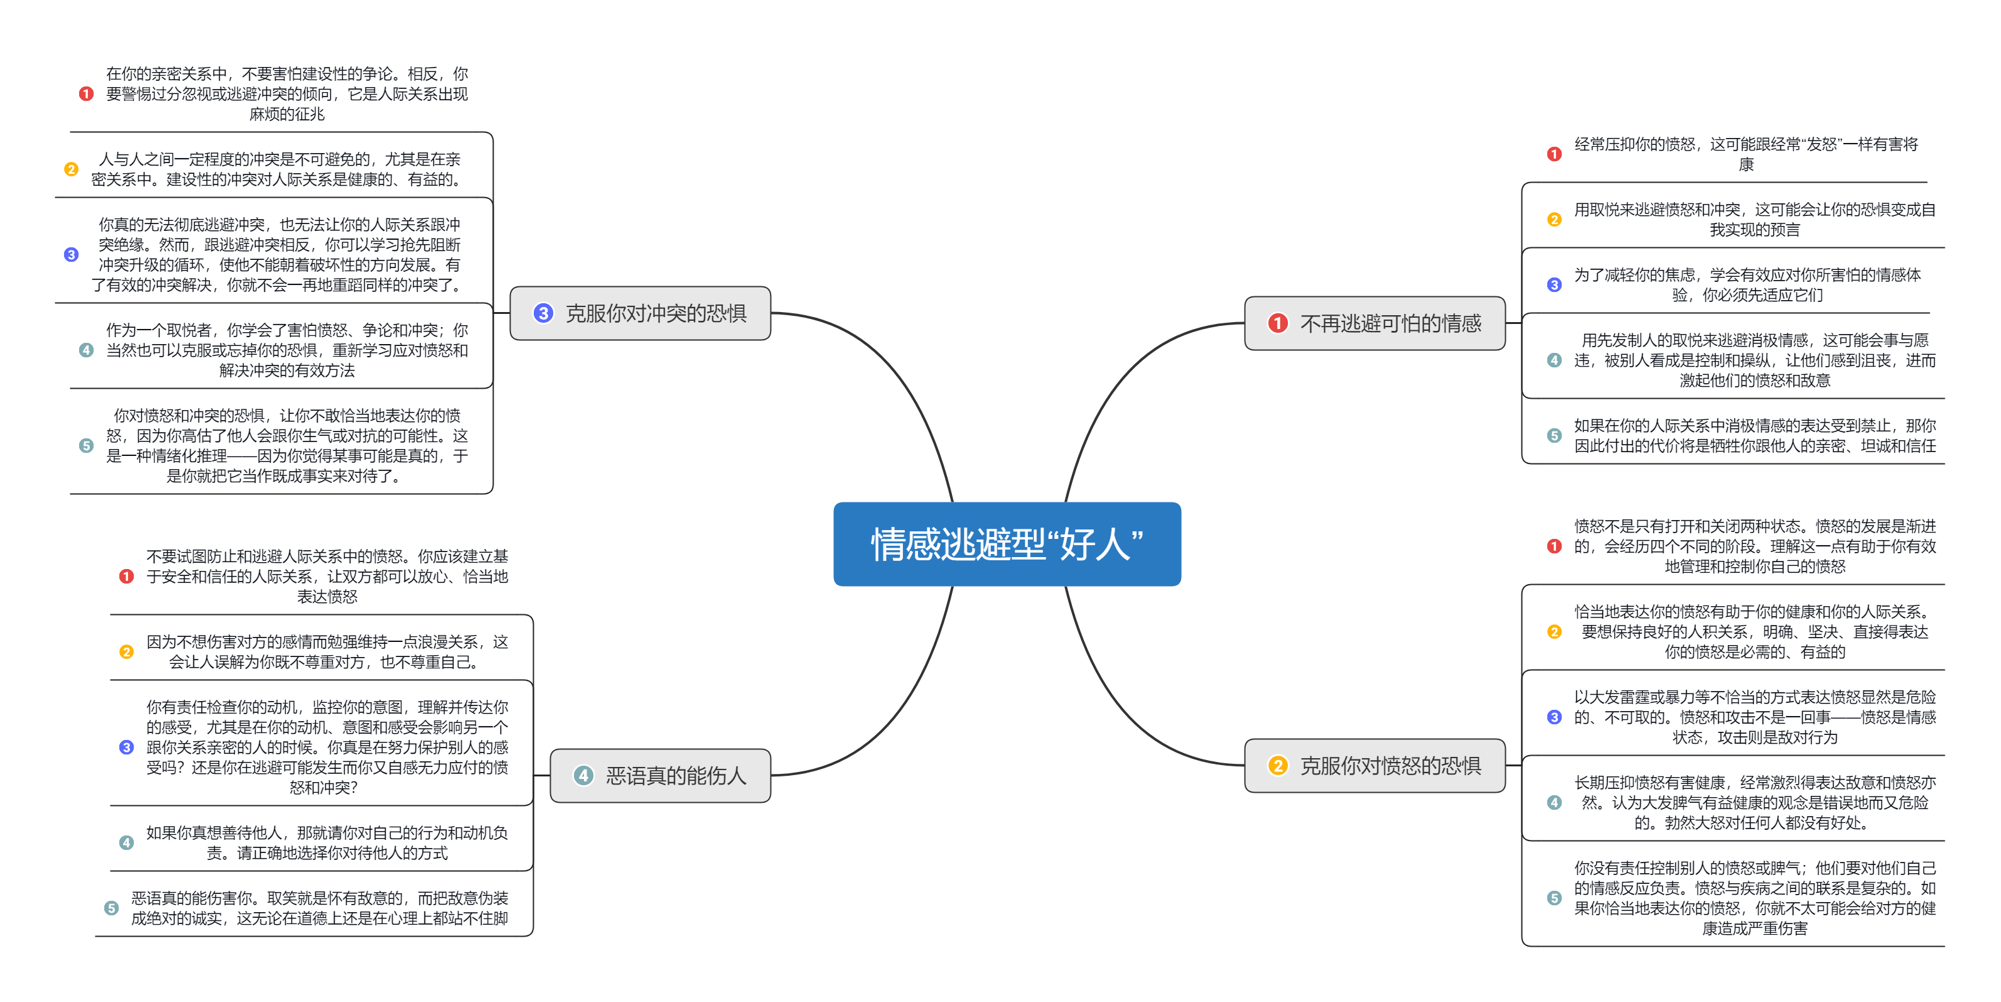 情感逃避型“好人”
1 不再逃避可怕的情感
1 经常压抑你的愤怒，这可能跟经常“发怒”一样有害将
康
2 用取悦来逃避愤怒和冲突，这可能会让你的恐惧变成自
我实现的预言
3 为了减轻你的焦虑，学会有效应对你所害怕的情感体
验，你必须先适应它们
4 用先发制人的取悦来逃避消极情感，这可能会事与愿
违，被别人看成是控制和操纵，让他们感到沮丧，进而
激起他们的愤怒和敌意
5 如果在你的人际关系中消极情感的表达受到禁止，那你
因此付出的代价将是牺牲你跟他人的亲密、坦诚和信任
2 克服你对愤怒的恐惧
1 愤怒不是只有打开和关闭两种状态。愤怒的发展是渐进
的，会经历四个不同的阶段。理解这一点有助于你有效
地管理和控制你自己的愤怒
2 恰当地表达你的愤怒有助于你的健康和你的人际关系。
要想保持良好的人积关系，明确、坚决、直接得表达
你的愤怒是必需的、有益的
3 以大发雷霆或暴力等不恰当的方式表达愤怒显然是危险
的、不可取的。愤怒和攻击不是一回事——愤怒是情感
状态，攻击则是敌对行为
4 长期压抑愤怒有害健康，经常激烈得表达敌意和愤怒亦
然。认为大发脾气有益健康的观念是错误地而又危险
的。勃然大怒对任何人都没有好处。
5 你没有责任控制别人的愤怒或脾气；他们要对他们自己
的情感反应负责。愤怒与疾病之间的联系是复杂的。如
果你恰当地表达你的愤怒，你就不太可能会给对方的健
康造成严重伤害
3 克服你对冲突的恐惧
1 在你的亲密关系中，不要害怕建设性的争论。相反，你
要警惕过分忽视或逃避冲突的倾向，它是人际关系出现
麻烦的征兆
2 人与人之间一定程度的冲突是不可避免的，尤其是在亲
密关系中。建设性的冲突对人际关系是健康的、有益的。
3 你真的无法彻底逃避冲突，也无法让你的人际关系跟冲
突绝缘。然而，跟逃避冲突相反，你可以学习抢先阻断
冲突升级的循环，使他不能朝着破坏性的方向发展。有
了有效的冲突解决，你就不会一再地重蹈同样的冲突了。
4 作为一个取悦者，你学会了害怕愤怒、争论和冲突；你
当然也可以克服或忘掉你的恐惧，重新学习应对愤怒和
解决冲突的有效方法
5 你对愤怒和冲突的恐惧，让你不敢恰当地表达你的愤
怒，因为你高估了他人会跟你生气或对抗的可能性。这
是一种情绪化推理——因为你觉得某事可能是真的，于
是你就把它当作既成事实来对待了。
4 恶语真的能伤人
1 不要试图防止和逃避人际关系中的愤怒。你应该建立基
于安全和信任的人际关系，让双方都可以放心、恰当地
表达愤怒
2 因为不想伤害对方的感情而勉强维持一点浪漫关系，这
会让人误解为你既不尊重对方，也不尊重自己。
3 你有责任检查你的动机，监控你的意图，理解并传达你
的感受，尤其是在你的动机、意图和感受会影响另一个
跟你关系亲密的人的时候。你真是在努力保护别人的感
受吗？还是你在逃避可能发生而你又自感无力应付的愤
怒和冲突？
4 如果你真想善待他人，那就请你对自己的行为和动机负
责。请正确地选择你对待他人的方式
5 恶语真的能伤害你。取笑就是怀有敌意的，而把敌意伪装
成绝对的诚实，这无论在道德上还是在心理上都站不住脚